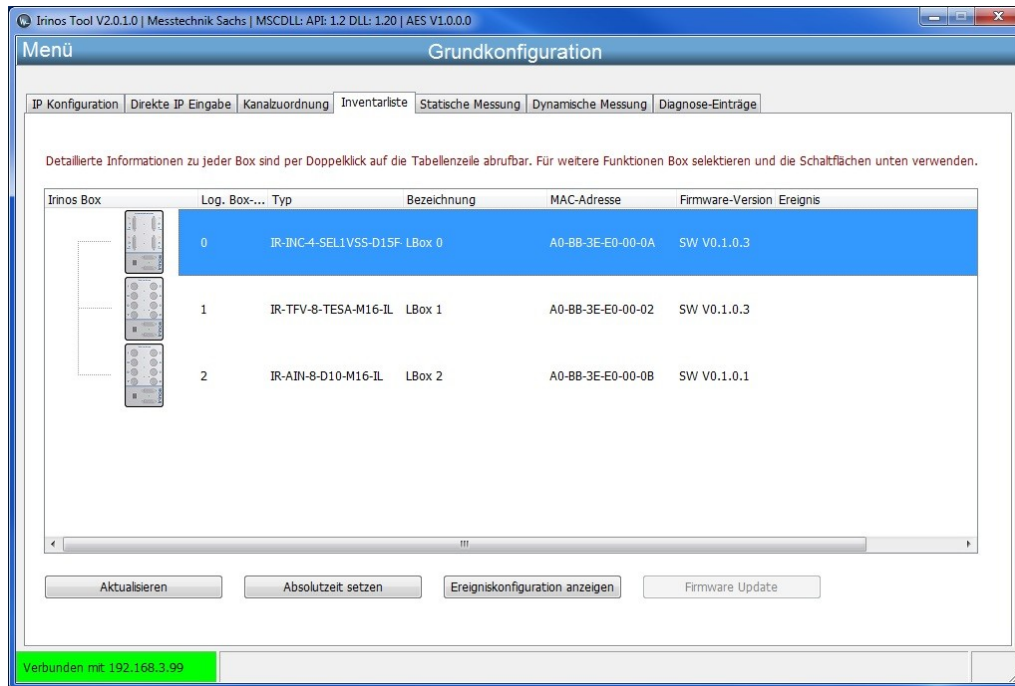 Irinos Tool V2.0.1.0 | Messtechnik Sachs | MSCDLL: API: 1.2 DLL: 1.20 | AES V1.0.0.0
Menü Grundkonfiguration
IP Konfiguration Direkte IP Eingabe Kanalzuordnung Inventarliste Statische Messung Dynamische Messung Diagnose-Einträge
Detaillierte Informationen zu jeder Box sind per Doppelklick auf die Tabellenzeile abrufbar. Für weitere Funktionen Box selektieren und die Schaltflächen unten verwenden.
Irinos Box Log. Box-... Typ Bezeichnung MAC-Adresse Firmware-Version Ereignis
0 IR-INC-4-SEL1VSS-D15F- LBox 0 A0-BB-3E-E0-00-0A SW V0.1.0.3
1 IR-TFV-8-TESA-M16-IL LBox 1 A0-BB-3E-E0-00-02 SW V0.1.0.3
2 IR-AIN-8-D10-M16-IL LBox 2 A0-BB-3E-E0-00-0B SW V0.1.0.1
Aktualisieren Absolutzeit setzen Ereigniskonfiguration anzeigen Firmware Update
Verbunden mit 192.168.3.99